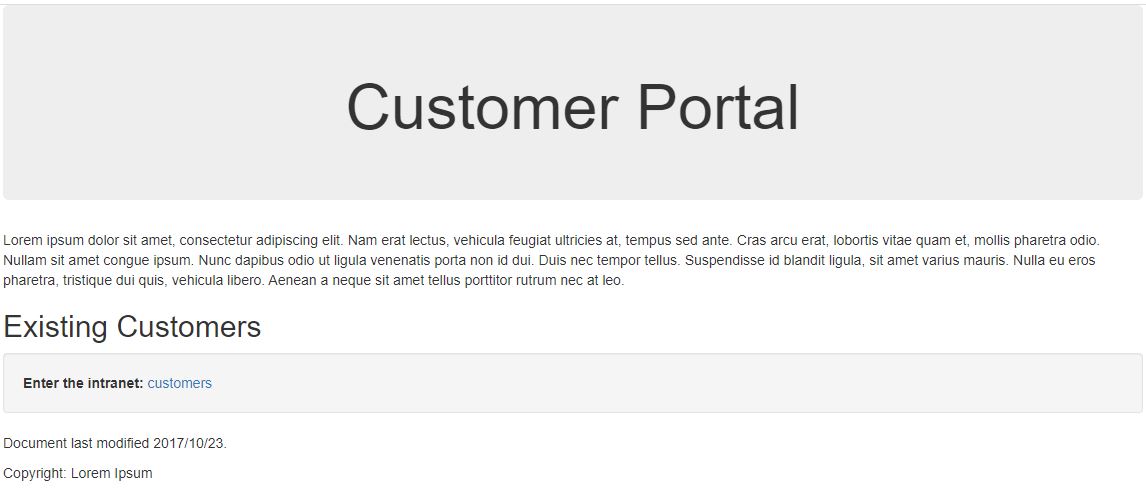 Customer Portal
Lorem ipsum dolor sit amet, consectetur adipiscing elit. Nam erat lectus, vehicula feugiat ultricies at, tempus sed ante. Cras arcu erat, lobortis vitae quam et, mollis pharetra odio.
Nullam sit amet congue ipsum. Nunc dapibus odio ut ligula venenatis porta non id dui. Duis nec tempor tellus. Suspendisse id blandit ligula, sit amet varius mauris. Nulla eu eros
pharetra, tristique dui quis, vehicula libero. Aenean a neque sit amet tellus porttitor rutrum nec at leo.
Existing Customers
Enter the intranet: customers
Document last modified 2017/10/23.
Copyright: Lorem Ipsum